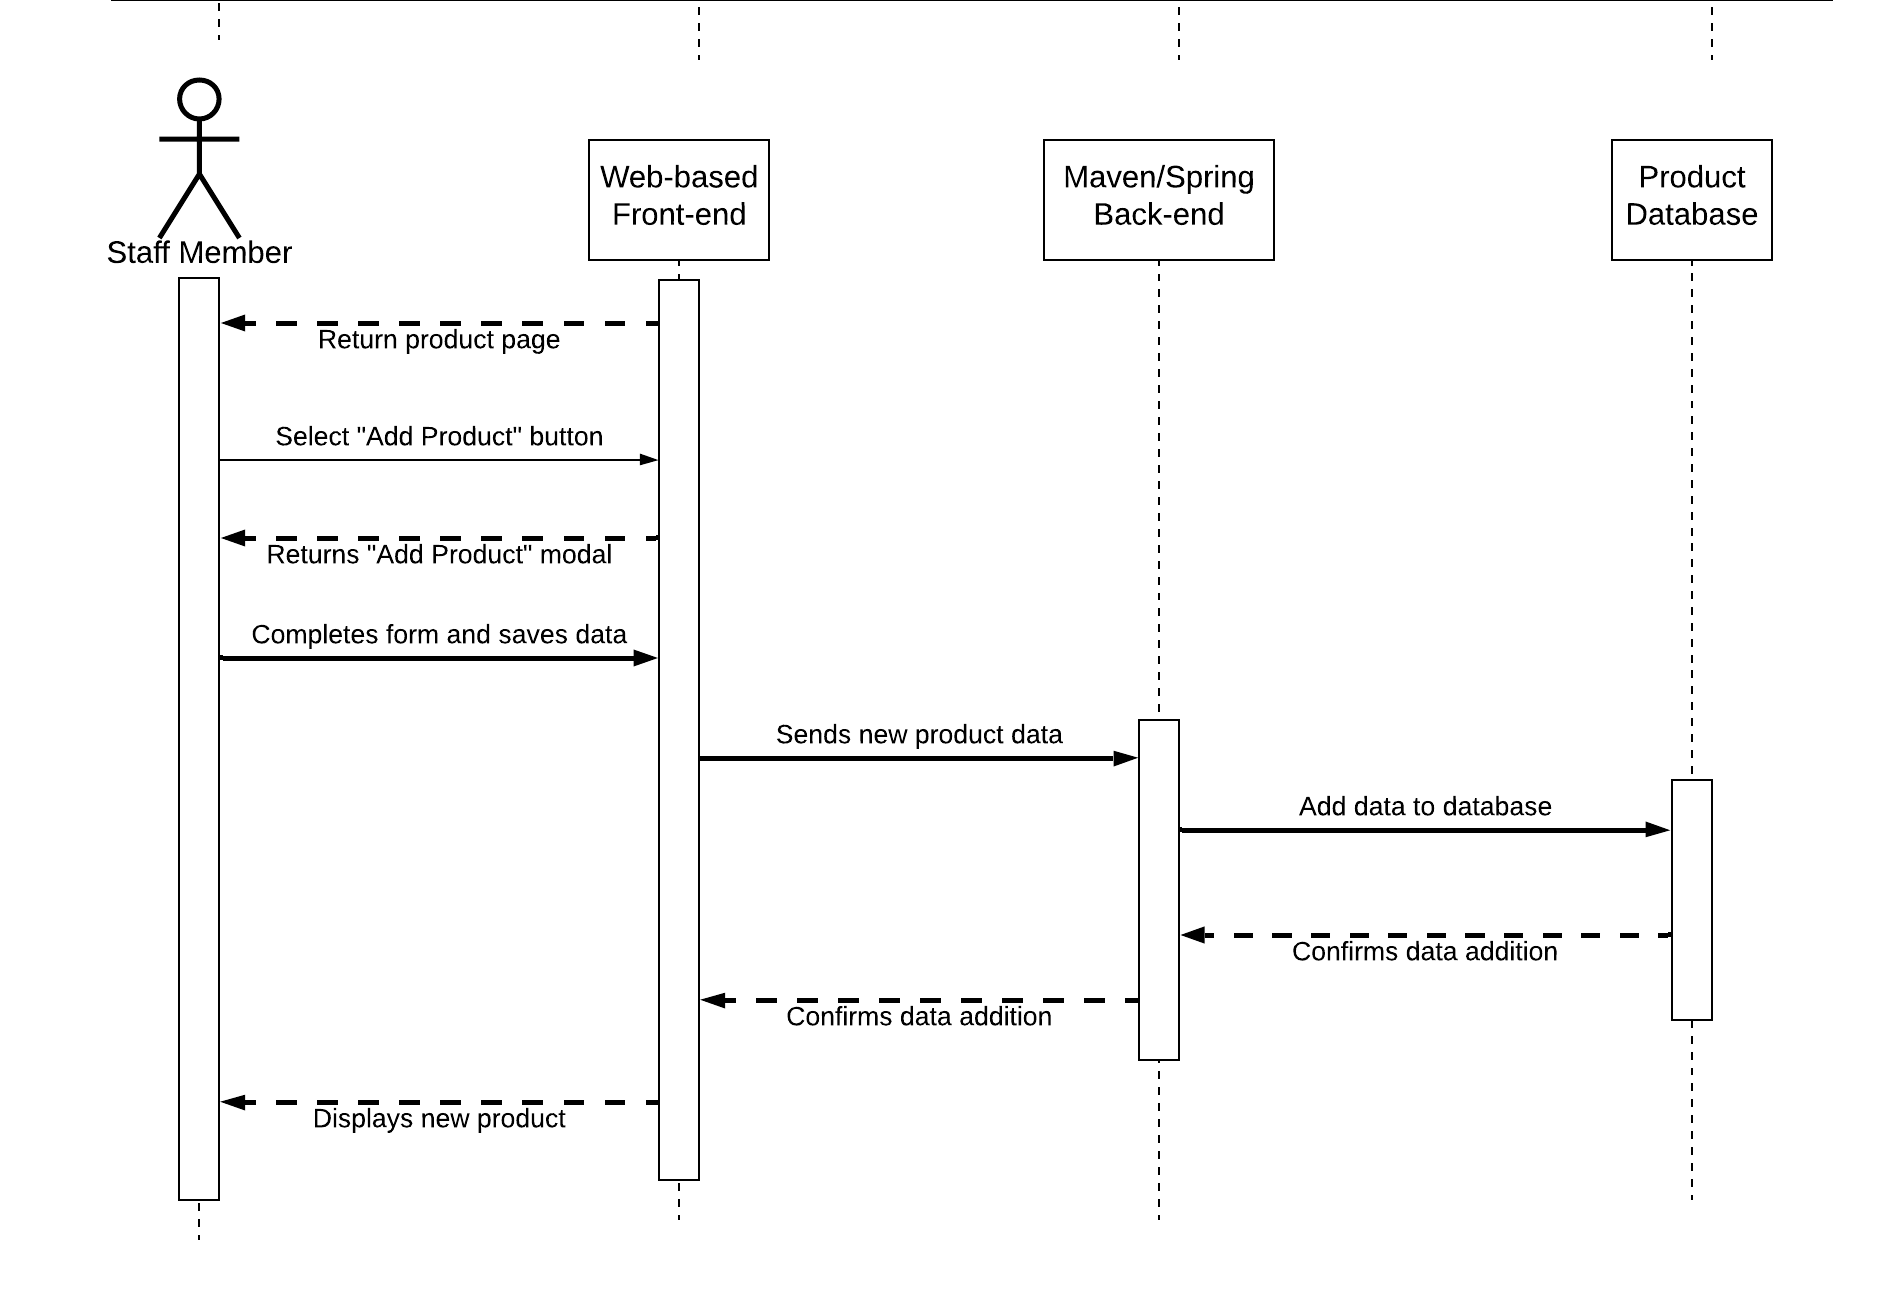 Staff Member
Web-based
Front-end
Maven/Spring
Back-end
Product
Database
Return product page
Select "Add Product" button
Returns "Add Product" modal
Completes form and saves data
Sends new product data
Add data to database
Confirms data addition
Confirms data addition
Displays new product